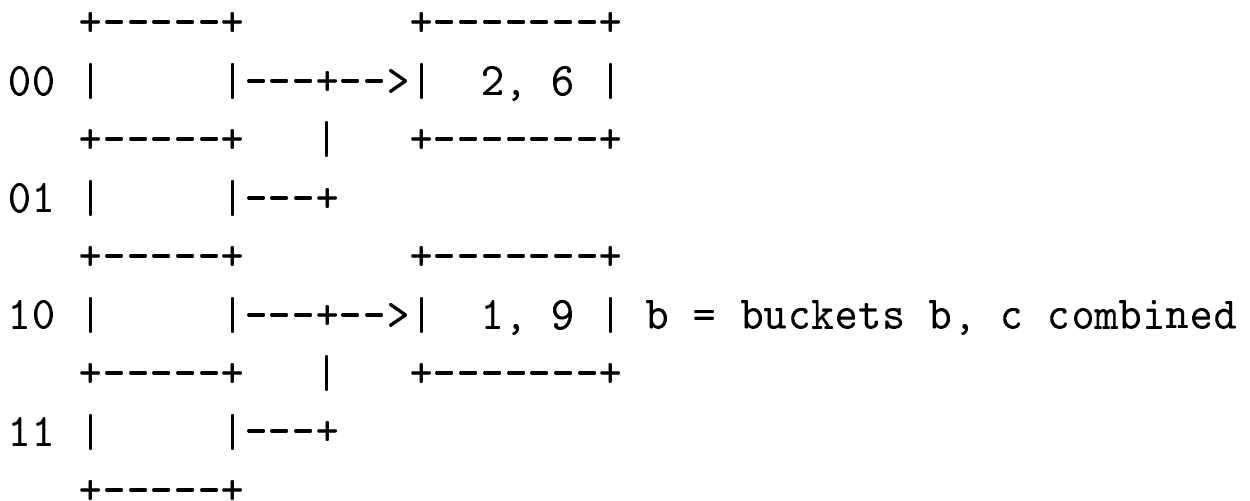 +-----+       +-------+
00 |     |---+-->|  2, 6 |
   +-----+   |   +-------+
01 |     |---+
   +-----+       +-------+
10 |     |---+-->|  1, 9 | b = buckets b, c combined
   +-----+   |   +-------+
11 |     |---+
   +-----+